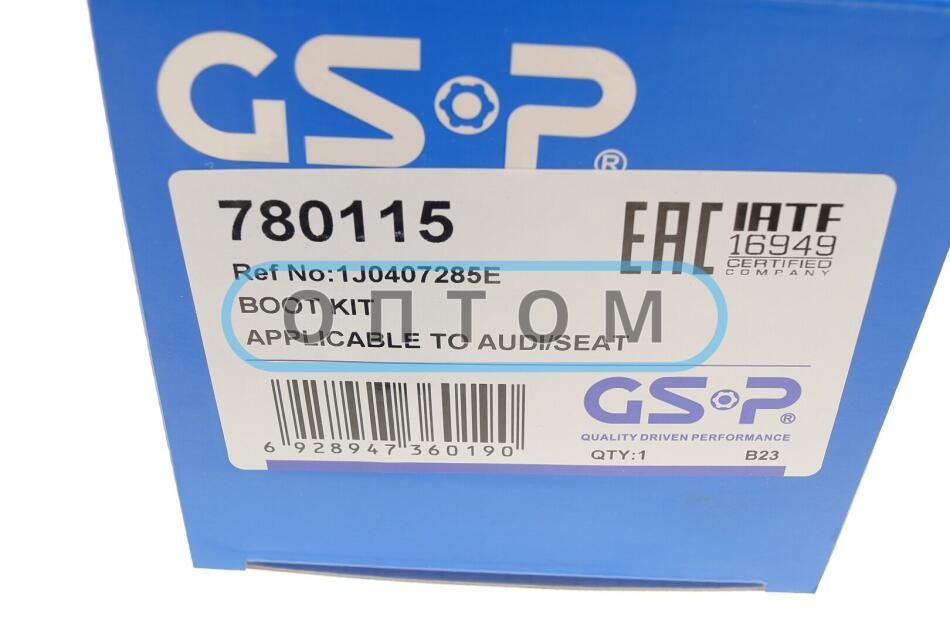 GSP®
780115
EAC
IATF
16949
CERTIFIED
COMPANY
Ref No:1J0407285E
BOOT KIT
APPLICABLE TO AUDI/SEAT
ОПТОМ
6 928947 360190
GSP®
QUALITY DRIVEN PERFORMANCE
QTY:1 B23